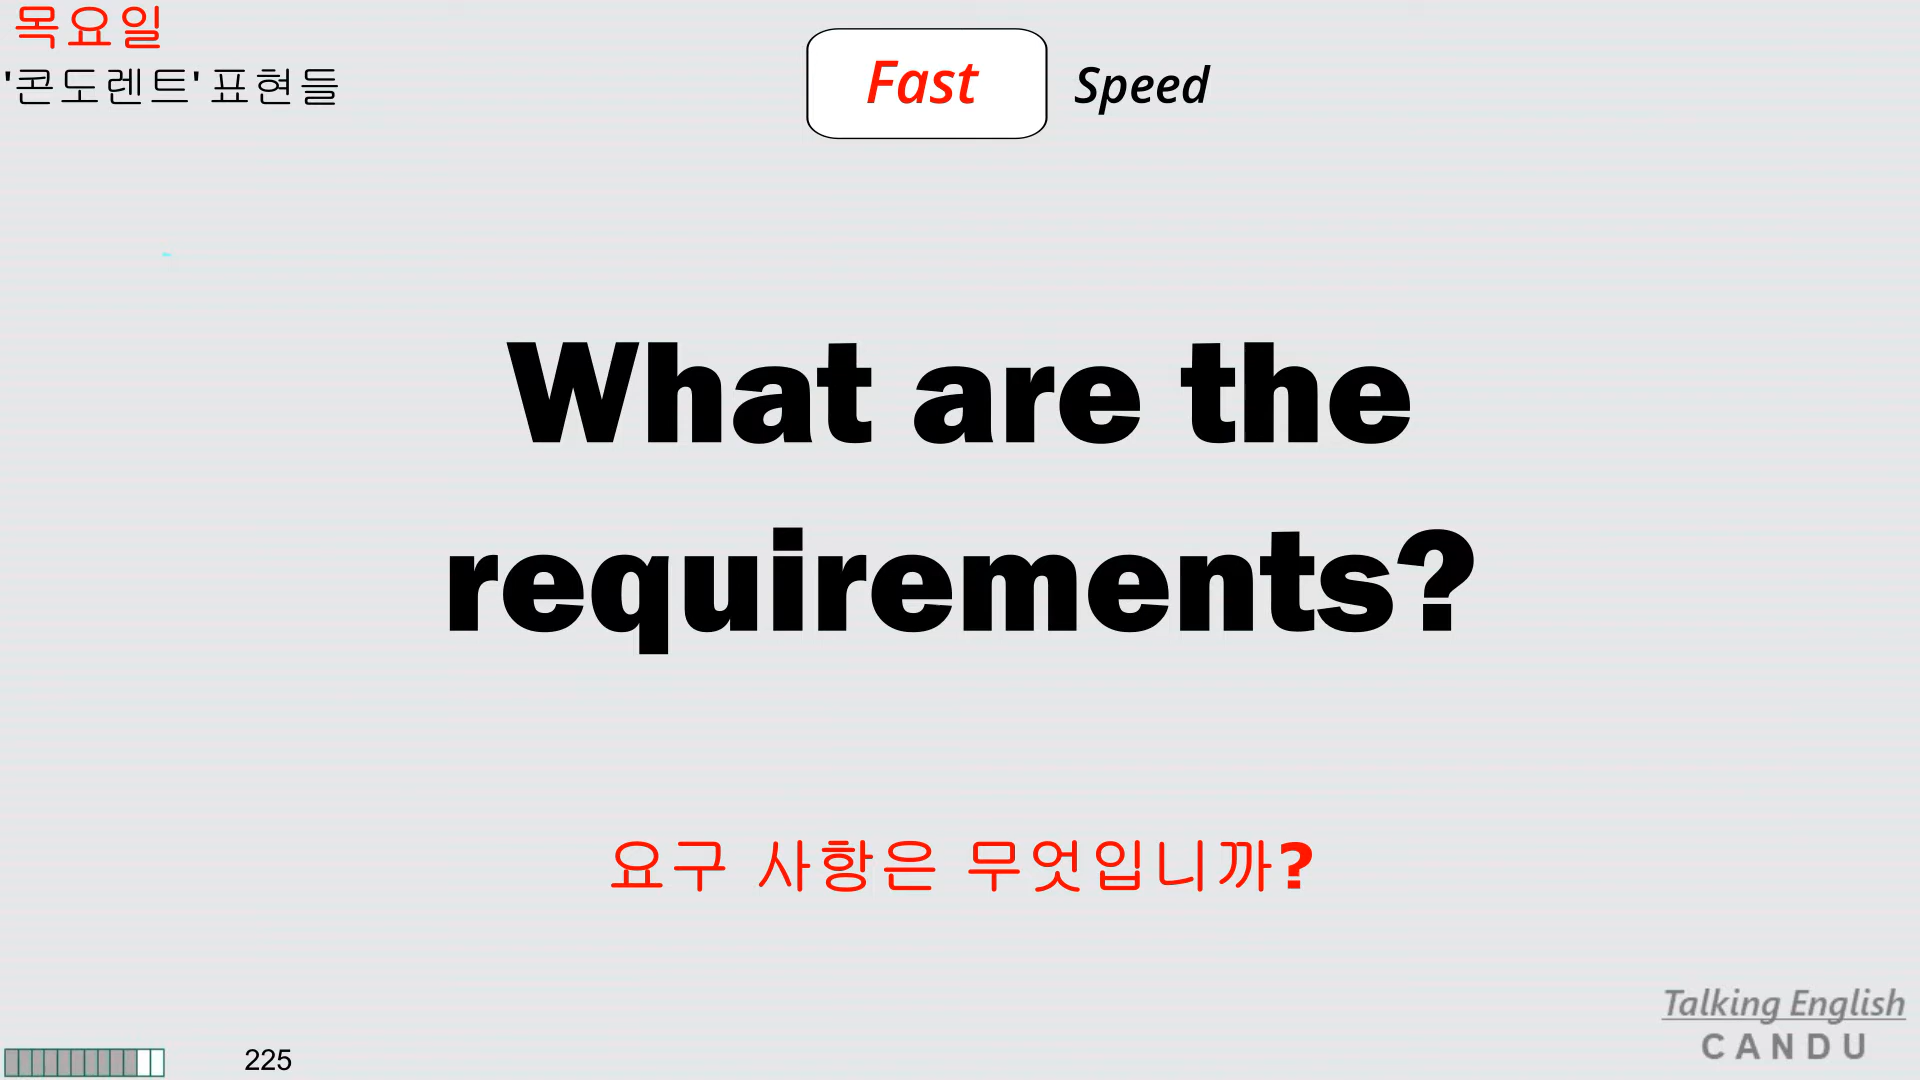 목요일
'콘도렌트' 표현들
Fast Speed
What are the
requirements?
요구 사항은 무엇입니까?
Talking English
CANDU
225